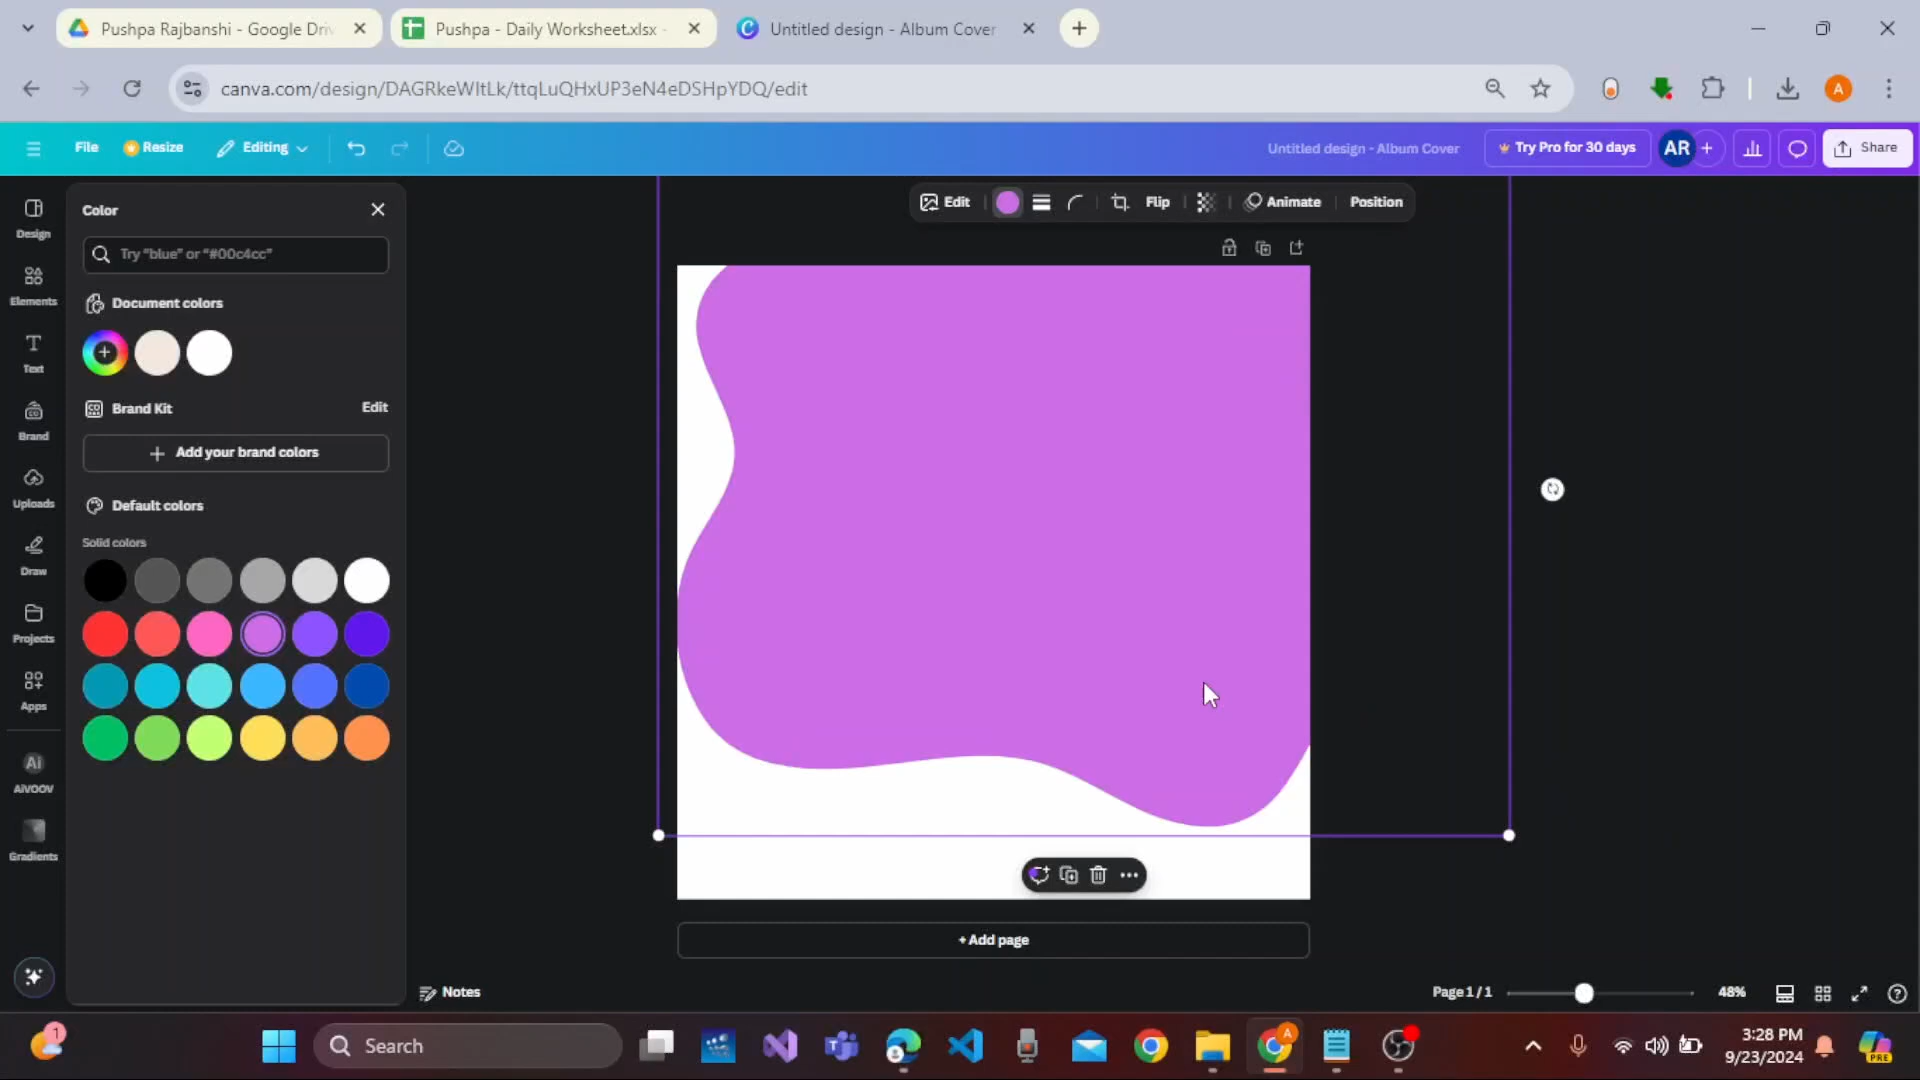 Pushpa Rajbanshi - Google Dri
Pushpa - Daily Worksheet.xlsx -
Untitled design - Album Cover
canva.com/design/DAGRkeWItLk/ttqLuQHxUP3eN4eDSHpYDQ/edit
A
File
Resize
Editing
Untitled design - Album Cover
Try Pro for 30 days
AR
Share
Design
Elements
Text
Brand
Uploads
Draw
Projects
Apps
AiVOOV
Gradients
Color
Try "blue" or "#00c4cc"
Document colors
Brand Kit
Edit
Add your brand colors
Default colors
Solid colors
Edit
Flip
Animate
Position
+ Add page
Notes
Page 1 / 1
48%
1
Search
A
3:28 PM
9/23/2024
PRE